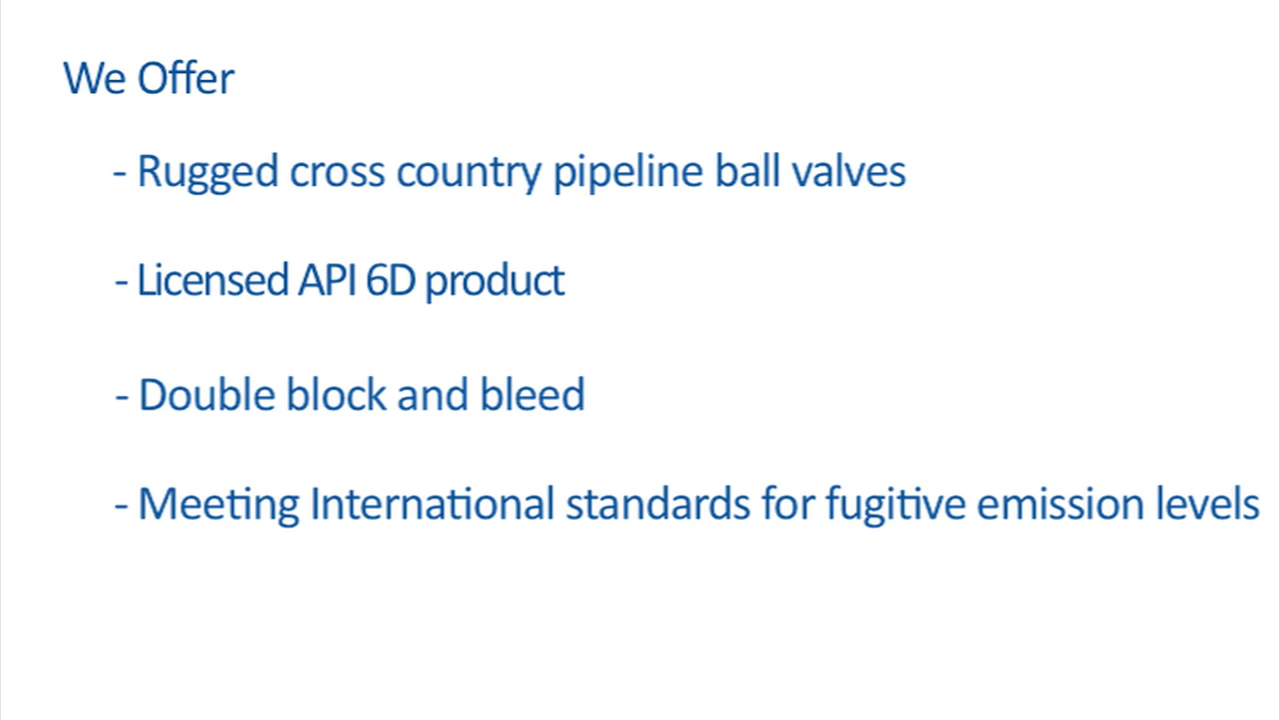 We Offer
- Rugged cross country pipeline ball valves
- Licensed API 6D product
- Double block and bleed
- Meeting International standards for fugitive emission levels